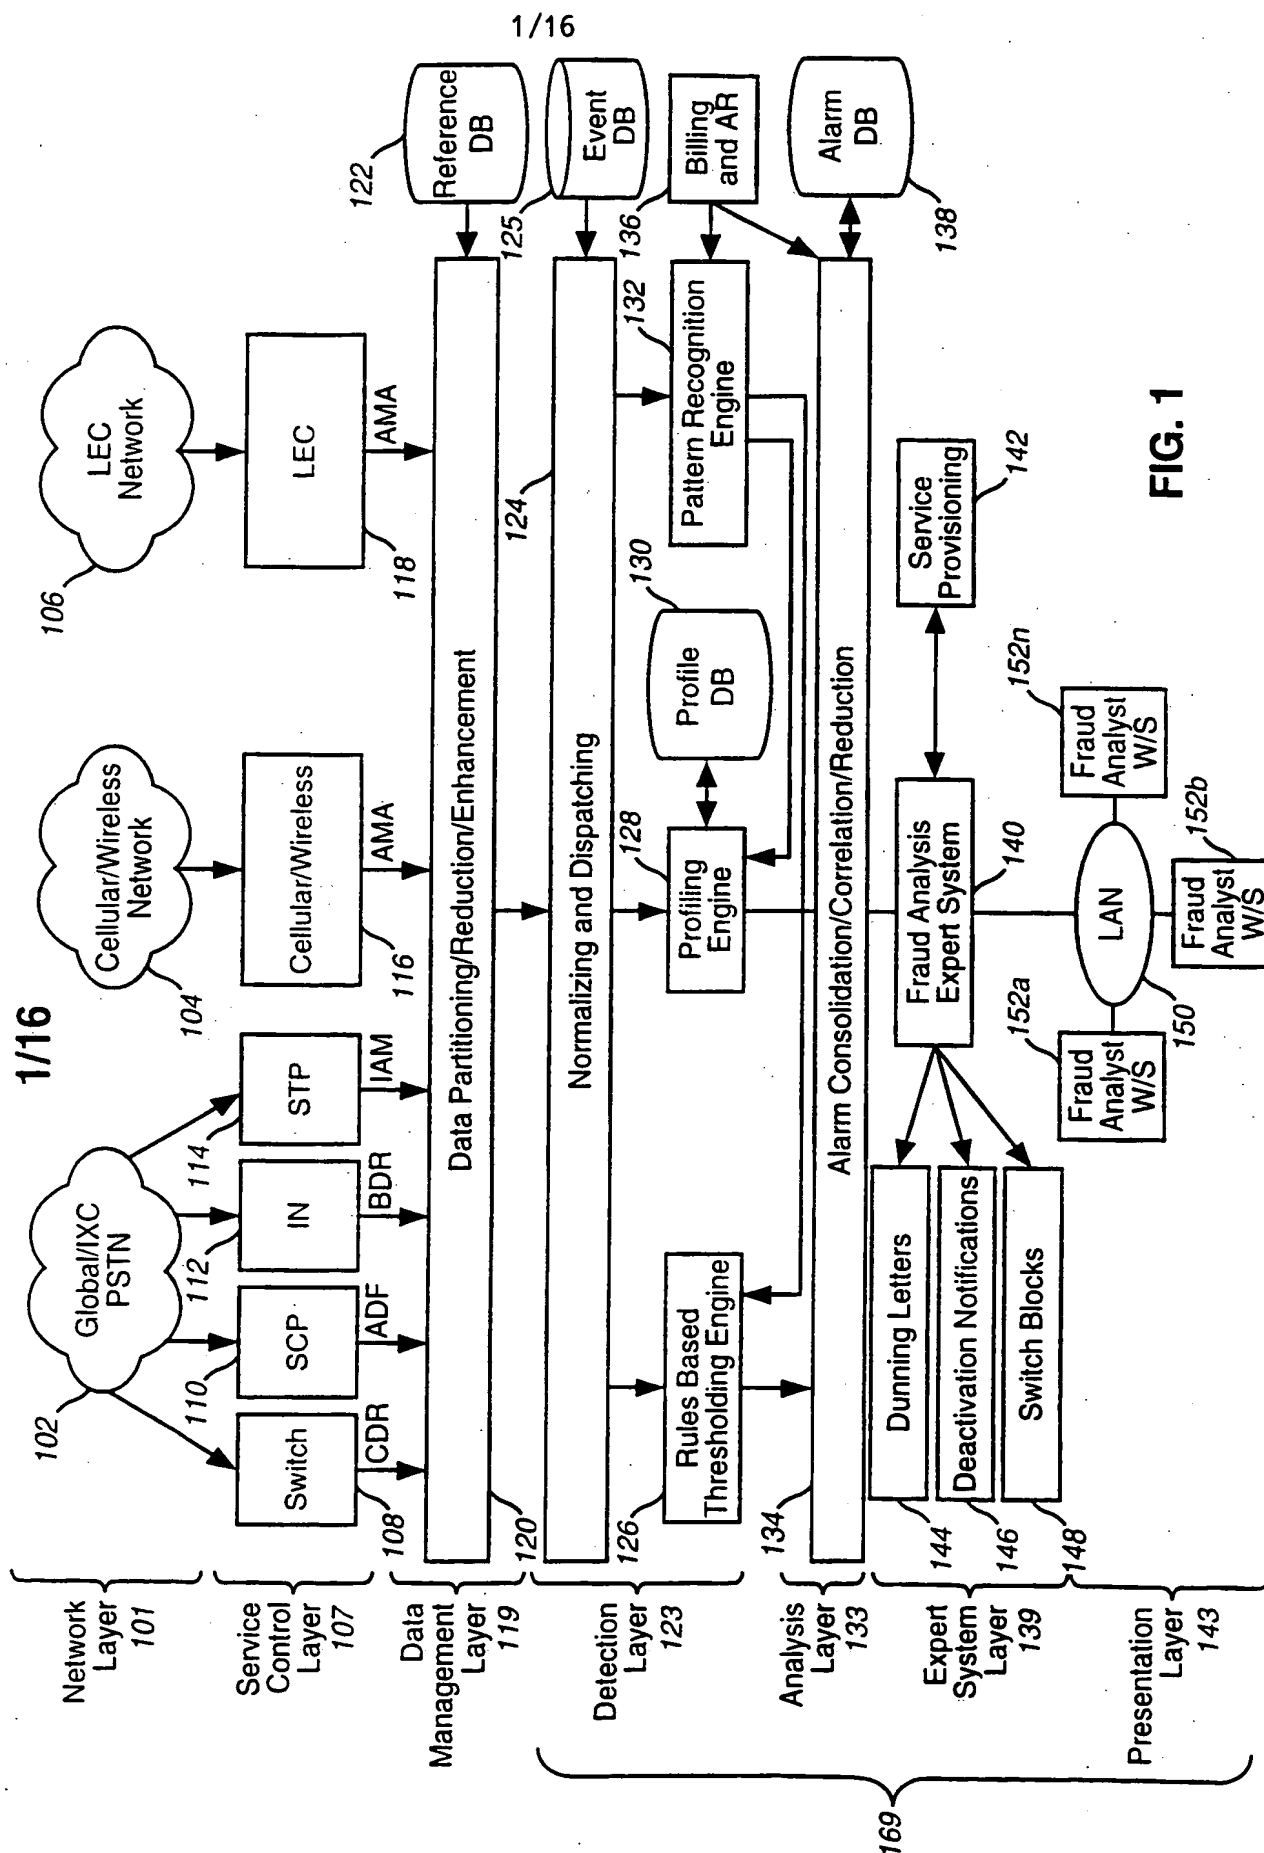 1/16
1/16
Network
Layer
101
Global/IXC
PSTN
102
Cellular/Wireless
Network
104
LEC
Network
106
Service
Control
Layer
107
Switch
108
SCP
110
IN
112
STP
114
Cellular/Wireless
116
LEC
118
CDR
ADF
BDR
IAM
AMA
AMA
Data
Management
Layer
119
Data Partitioning/Reduction/Enhancement
120
Reference
DB
122
Detection
Layer
123
Normalizing and Dispatching
124
Event
DB
125
Rules Based
Thresholding Engine
126
Profiling
Engine
128
Profile
DB
130
Pattern Recognition
Engine
132
Billing
and AR
136
Analysis
Layer
133
Alarm Consolidation/Correlation/Reduction
134
Alarm
DB
138
Expert
System
Layer
139
Dunning Letters
144
Deactivation Notifications
146
Switch Blocks
148
Fraud Analysis
Expert System
140
Service
Provisioning
142
Presentation
Layer
143
Fraud
Analyst
W/S
152a
LAN
150
Fraud
Analyst
W/S
152b
Fraud
Analyst
W/S
152n
169
FIG. 1